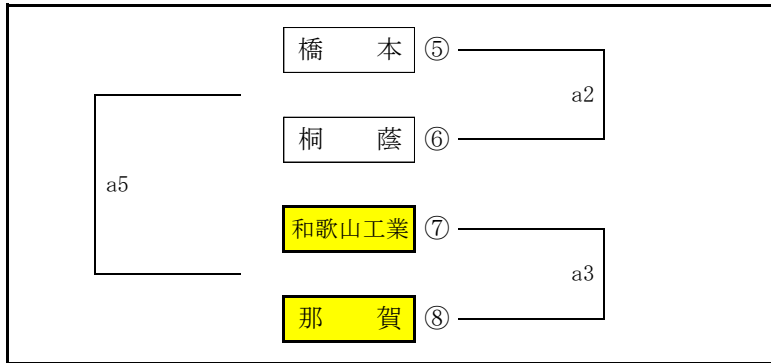 橋　本 ⑤
a2
桐　蔭 ⑥
a5
和歌山工業 ⑦
a3
那　賀 ⑧